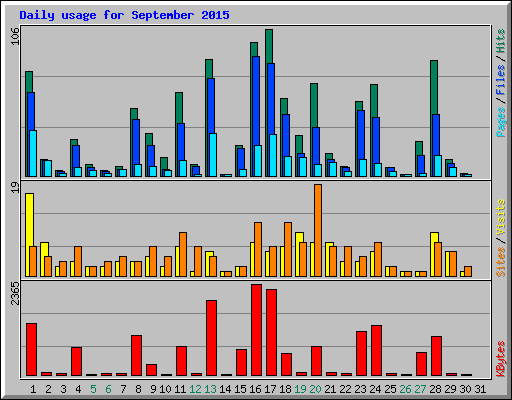 Daily usage for September 2015
106
Pages / Files / Hits
19
Sites / Visits
2365
KBytes
1 2 3 4 5 6 7 8 9 10 11 12 13 14 15 16 17 18 19 20 21 22 23 24 25 26 27 28 29 30 31